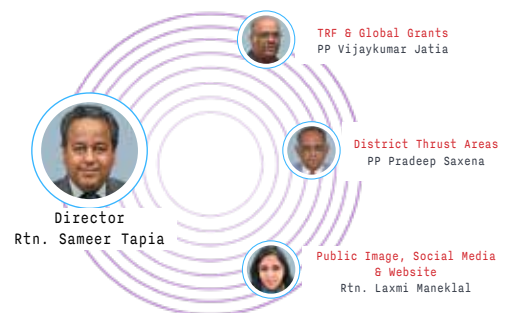 TRF & Global Grants
PP Vijaykumar Jatia
District Thrust Areas
PP Pradeep Saxena
Director
Rtn. Sameer Tapia
Public Image, Social Media
& Website
Rtn. Laxmi Maneklal